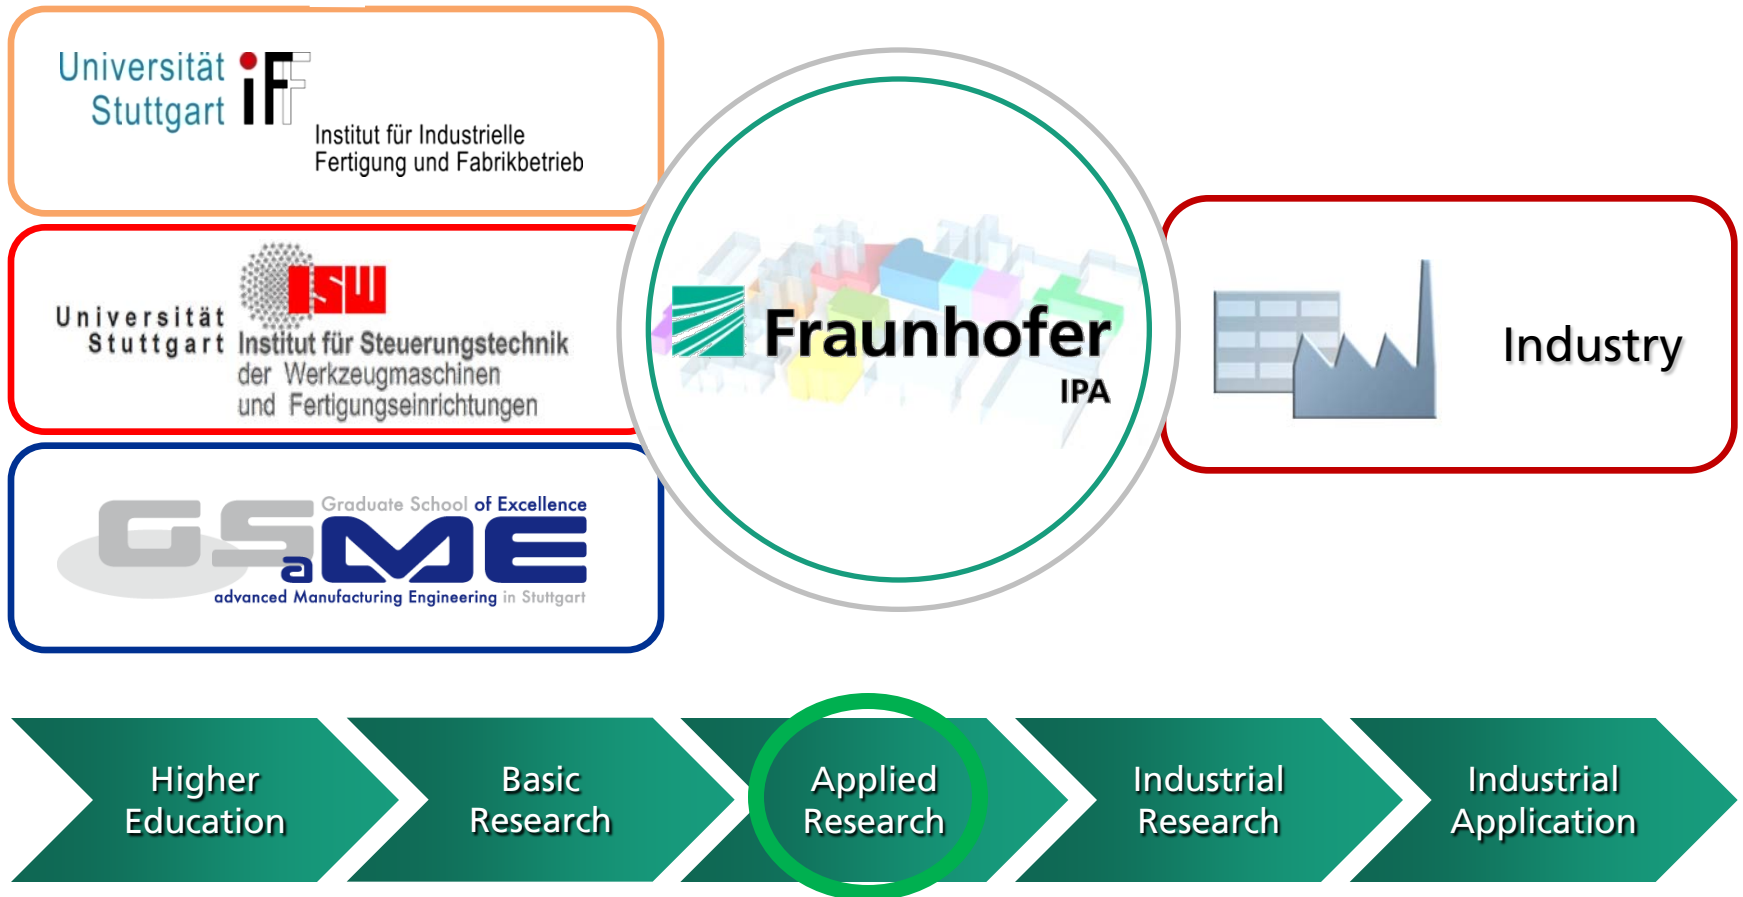 Universität
Stuttgart
iFF
Institut für Industrielle
Fertigung und Fabrikbetrieb
Universität
Stuttgart
ISW
Institut für Steuerungstechnik
der Werkzeugmaschinen
und Fertigungseinrichtungen
Graduate School of Excellence
GSaME
advanced Manufacturing Engineering in Stuttgart
Fraunhofer
IPA
Industry
Higher
Education
Basic
Research
Applied
Research
Industrial
Research
Industrial
Application